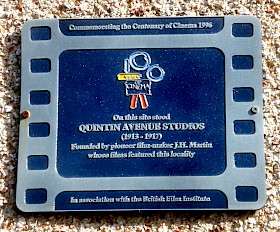 Commemorating the Centenary of Cinema 1996
cinema
On this site stood
QUINTIN AVENUE STUDIOS
(1913 - 1917)
Founded by pioneer film-maker J.H. Martin
whose films featured this locality
In association with the British Film Institute